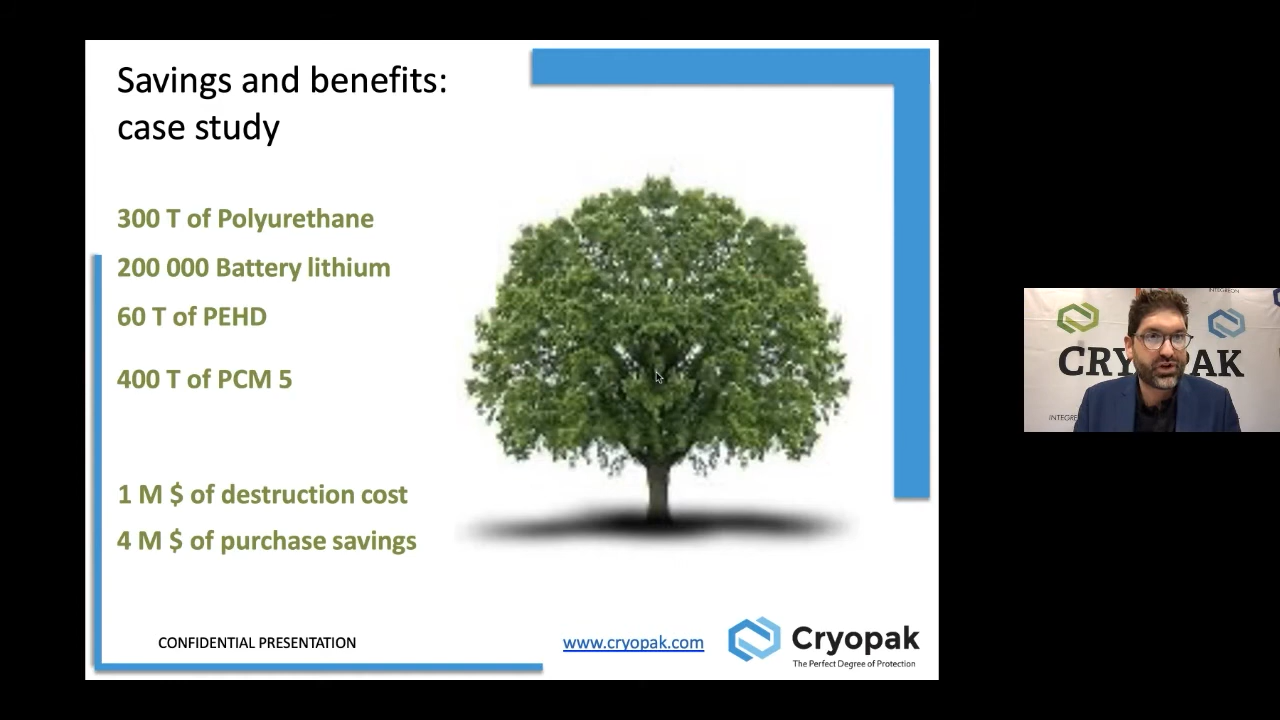 Savings and benefits:
case study
300 T of Polyurethane
200 000 Battery lithium
60 T of PEHD
400 T of PCM 5
1 M $ of destruction cost
4 M $ of purchase savings
CONFIDENTIAL PRESENTATION
www.cryopak.com
Cryopak
The Perfect Degree of Protection
INTEGREON